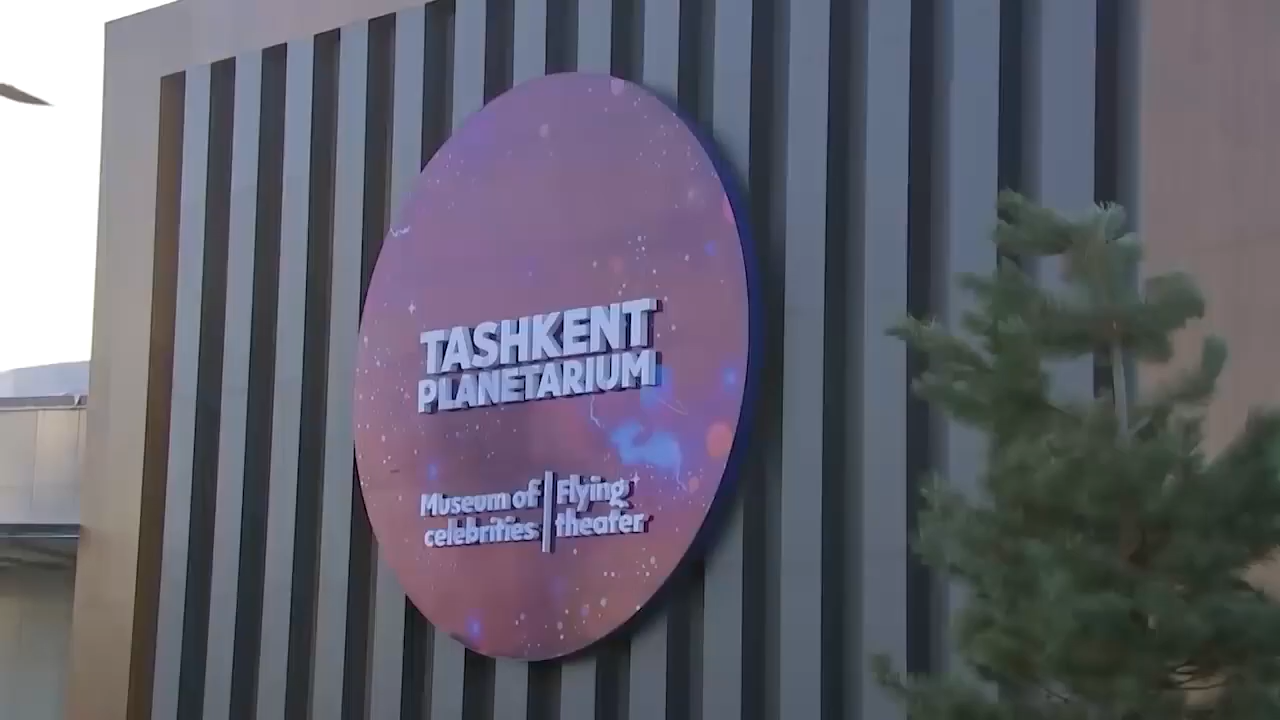 TASHKENT
PLANETARIUM
Museum of
celebrities
Flying
theater